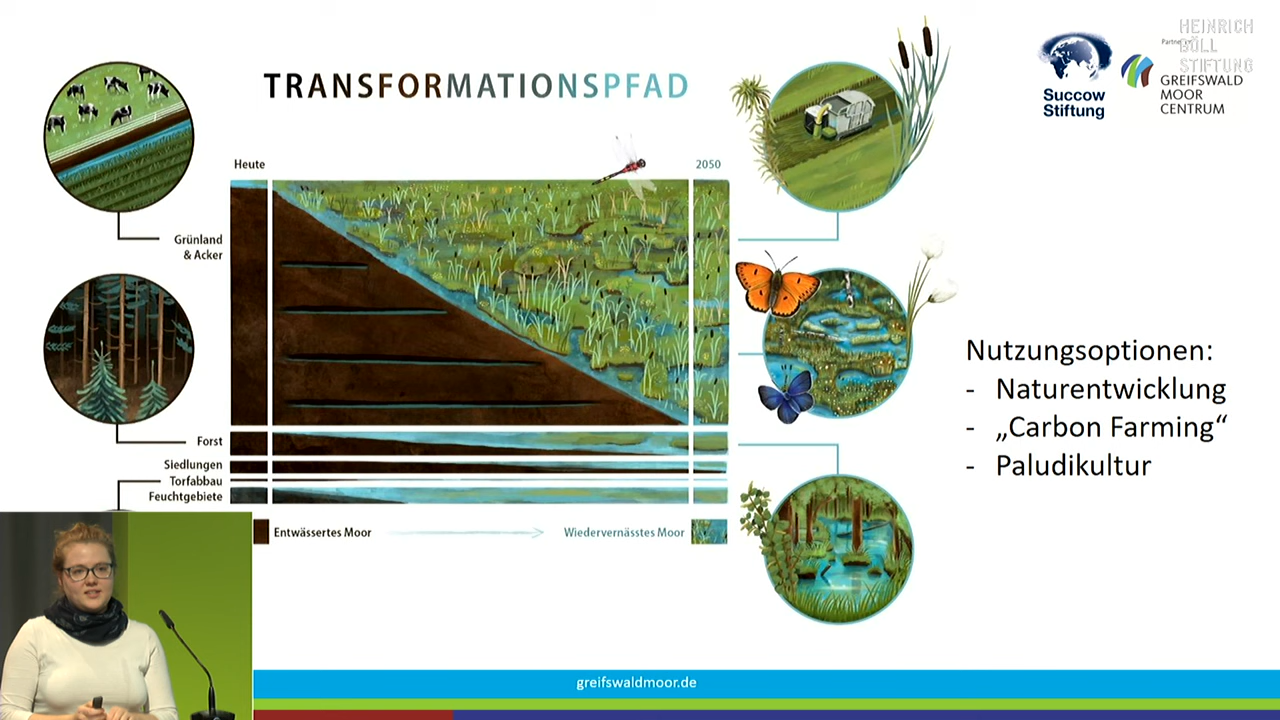 TRANSFORMATIONSPFAD
HEINRICH
BÖLL
STIFTUNG
Succow
Stiftung
GREIFSWALD
MOOR
CENTRUM
Heute
2050
Grünland
& Acker
Forst
Siedlungen
Torfabbau
Feuchtgebiete
Entwässertes Moor
Wiedervernässtes Moor
Nutzungsoptionen:
- Naturentwicklung
- „Carbon Farming“
- Paludikultur
greifswaldmoor.de